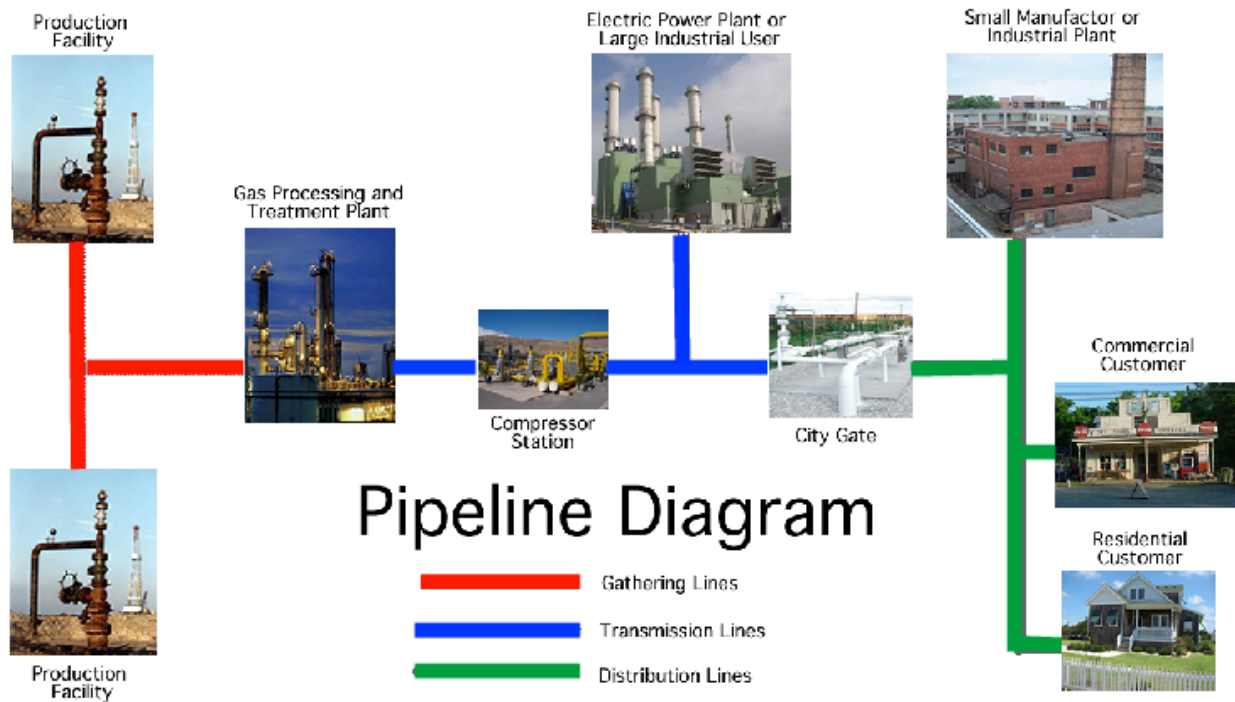 Production
Facility
Electric Power Plant or
Large Industrial User
Small Manufactor or
Industrial Plant
Gas Processing and
Treatment Plant
Commercial
Customer
Compressor
Station
City Gate
Pipeline Diagram
Residential
Customer
Gathering Lines
Transmission Lines
Distribution Lines
Production
Facility